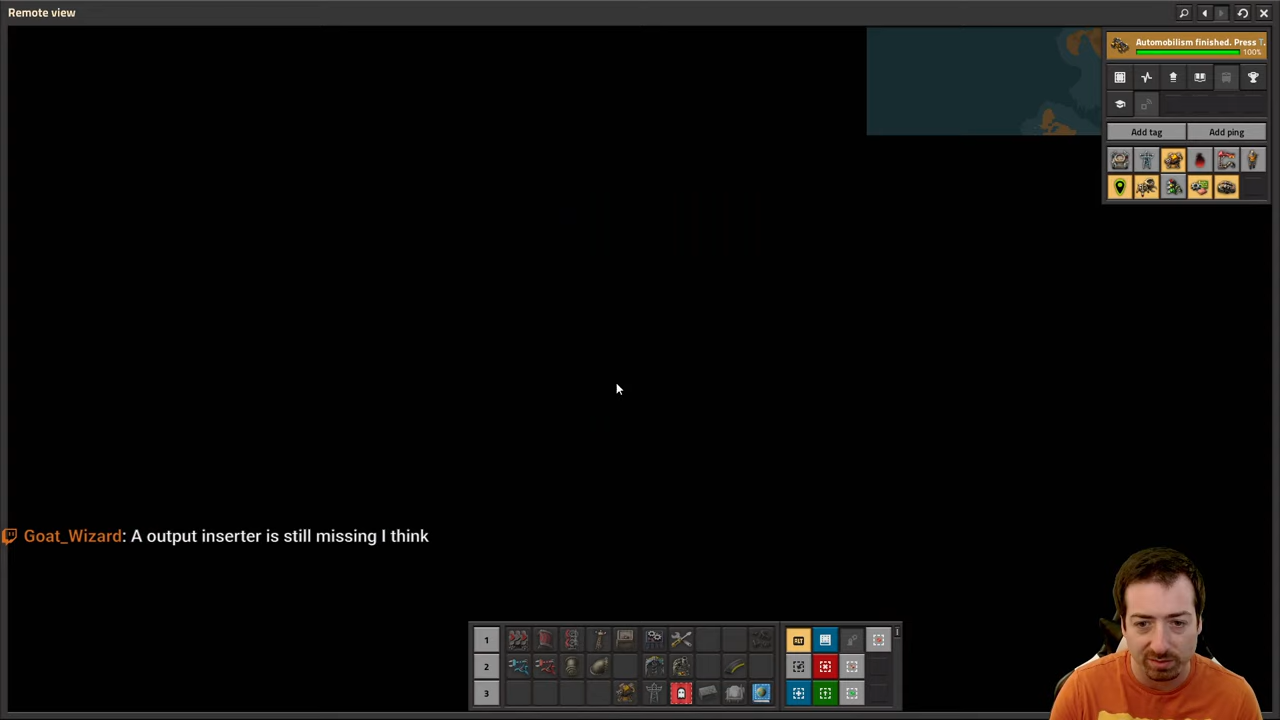 Remote view
Automobilism finished. Press T.
100%
Add tag
Add ping
Goat_Wizard: A output inserter is still missing I think
1
ALT
2
3